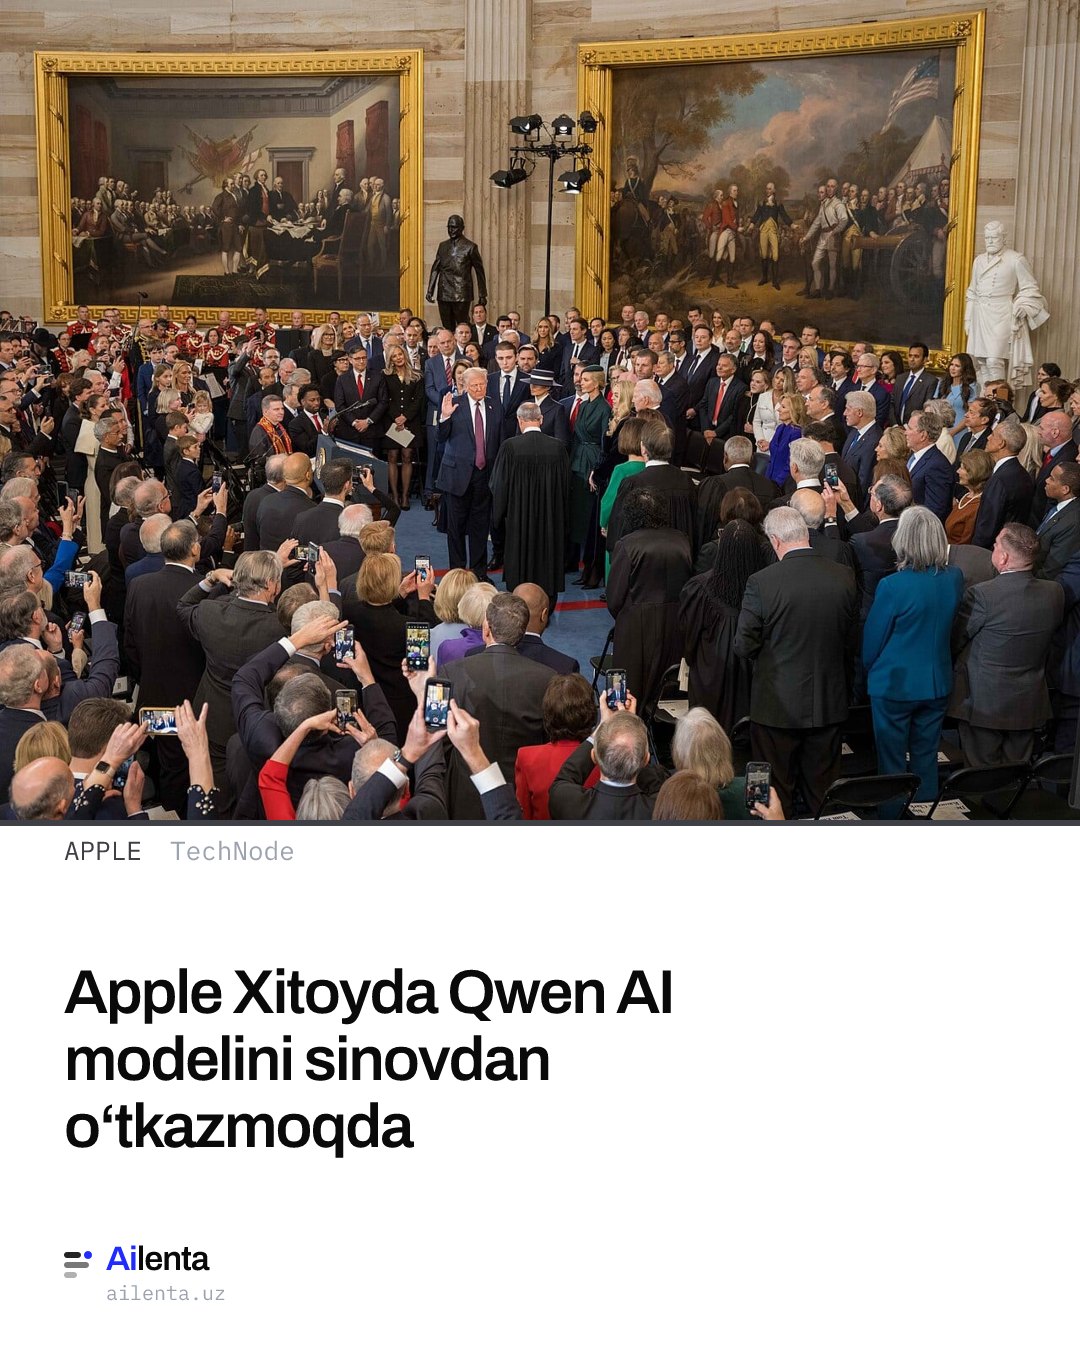 APPLE TechNode
Apple Xitoyda Qwen AI
modelini sinovdan
o‘tkazmoqda
Ailenta
ailenta.uz